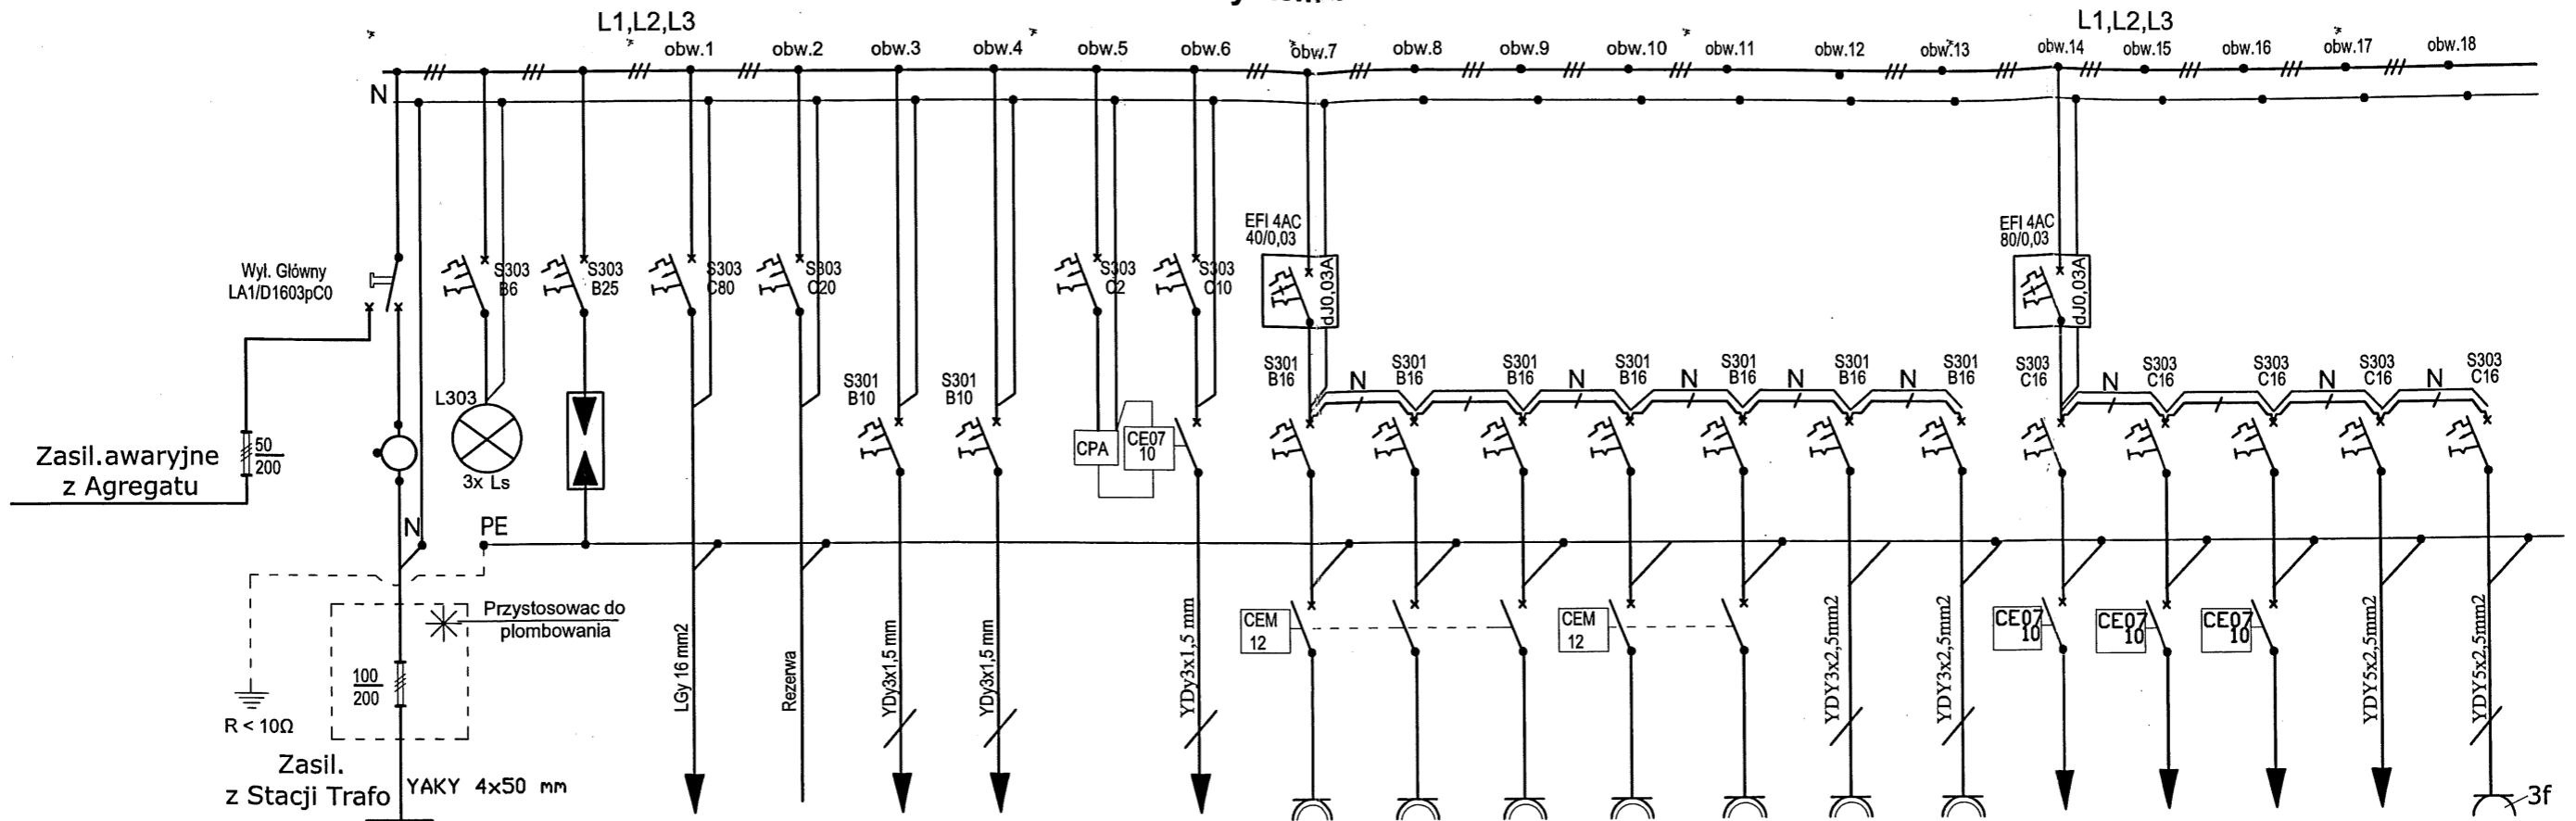 L1,L2,L3
L1,L2,L3
obw.1
obw.2
obw.3
obw.4
obw.5
obw.6
obw.7
obw.8
obw.9
obw.10
obw.11
obw.12
obw.13
obw.14
obw.15
obw.16
obw.17
obw.18
N
EFI 4AC
40/0,03
EFI 4AC
80/0,03
Wył. Główny
LA1/D1603pC0
S303
B6
S303
B25
S303
C80
S303
C20
S303
C2
S303
C10
dJ0,03A
dJ0,03A
S301
B10
S301
B10
S301
B16
N
S301
B16
S301
B16
N
S301
B16
N
S301
B16
N
S301
B16
N
S301
B16
S303
C16
N
S303
C16
S303
C16
N
S303
C16
N
S303
C16
L303
3x Ls
CPA
CE07
10
Zasil.awaryjne
z Agregatu
50
200
N
PE
Przystosowac do
plombowania
100
200
R < 10Ω
Zasil.
z Stacji Trafo
YAKY 4x50 mm
LGy 16 mm2
Rezerwa
YDy3x1,5 mm
YDy3x1,5 mm
YDy3x1,5 mm
CEM
12
CEM
12
YDY3x2,5mm2
YDY3x2,5mm2
CE07
10
CE07
10
CE07
10
YDY5x2,5mm2
YDY5x2,5mm2
3f